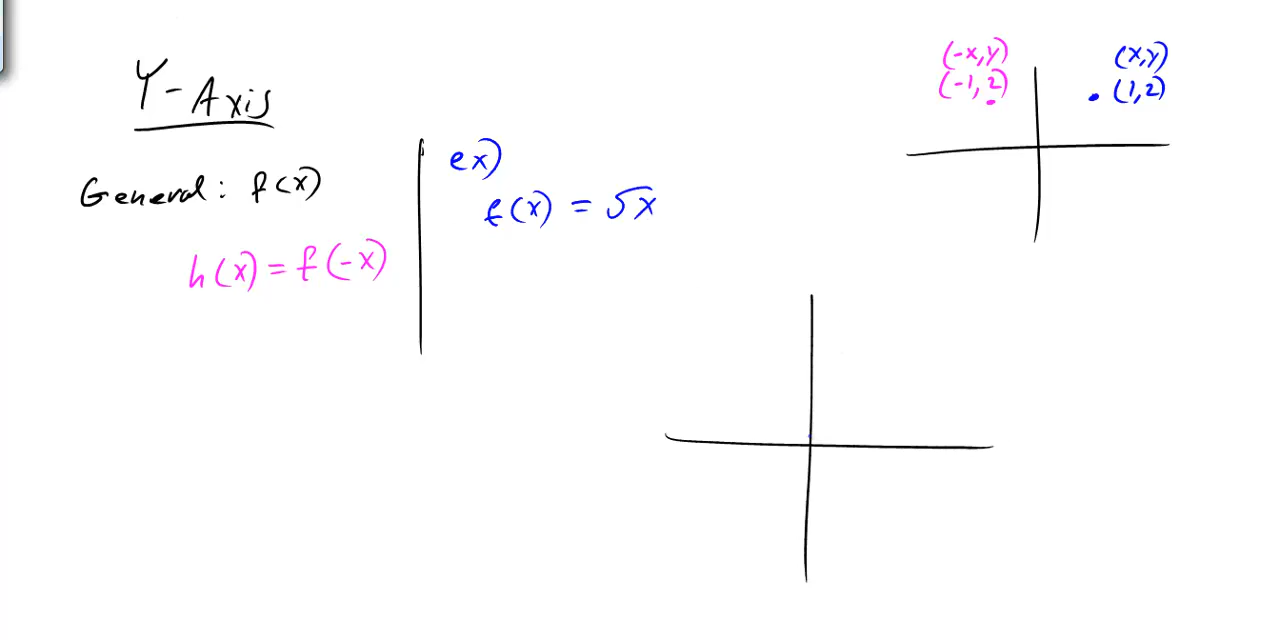 Y-Axis
General: f(x)
h(x) = f(-x)
ex)
f(x) = √x
(-x,y)
(-1,2)
(x,y)
(1,2)